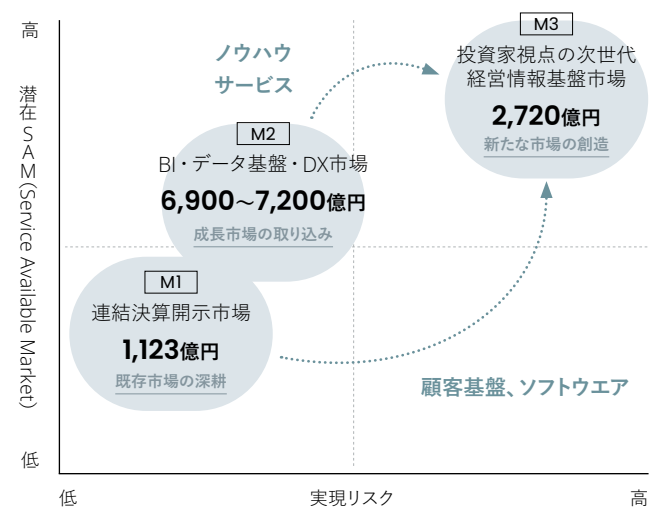 高
潜在SAM(Service Available Market)
低
M3
投資家視点の次世代
経営情報基盤市場
2,720億円
新たな市場の創造
ノウハウ
サービス
M2
BI・データ基盤・DX市場
6,900〜7,200億円
成長市場の取り込み
M1
連結決算開示市場
1,123億円
既存市場の深耕
顧客基盤、ソフトウエア
低
実現リスク
高